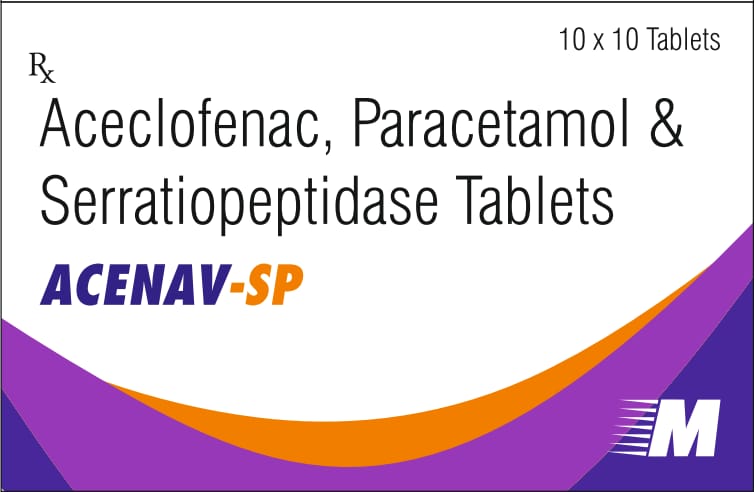 10 x 10 Tablets
Rx
Aceclofenac, Paracetamol &
Serratiopeptidase Tablets
ACENAV-SP
M